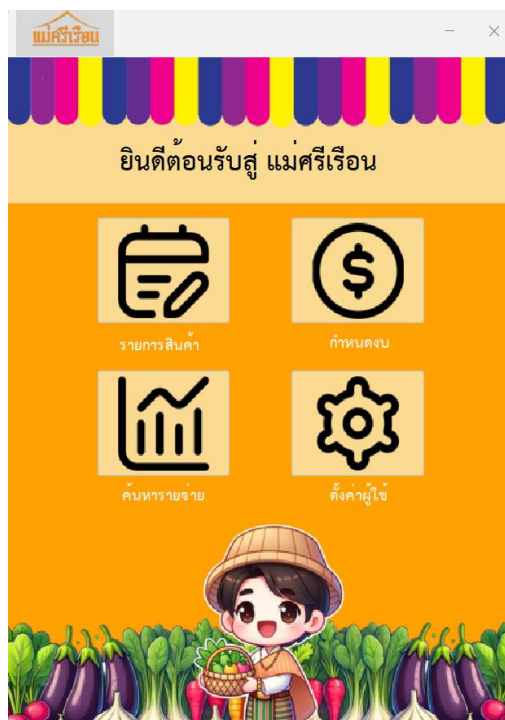 แม่ศรีเรือน
ยินดีต้อนรับสู่ แม่ศรีเรือน
รายการสินค้า
กำหนดงบ
ค้นหารายจ่าย
ตั้งค่าผู้ใช้